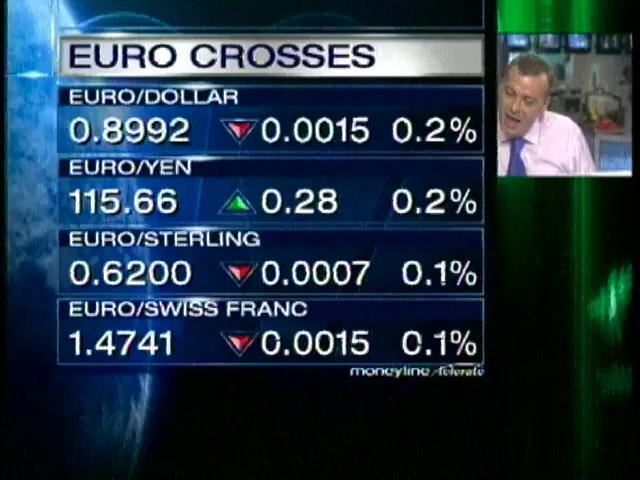 EURO CROSSES
EURO/DOLLAR
0.8992 0.0015 0.2%
EURO/YEN
115.66 0.28 0.2%
EURO/STERLING
0.6200 0.0007 0.1%
EURO/SWISS FRANC
1.4741 0.0015 0.1%
moneyline/telerate